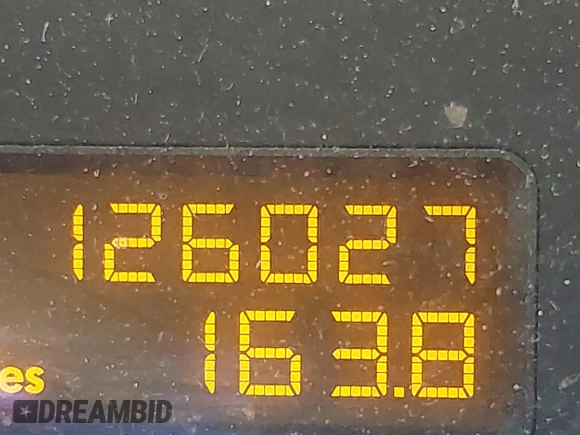 126027
163.8
es
DREAMBID